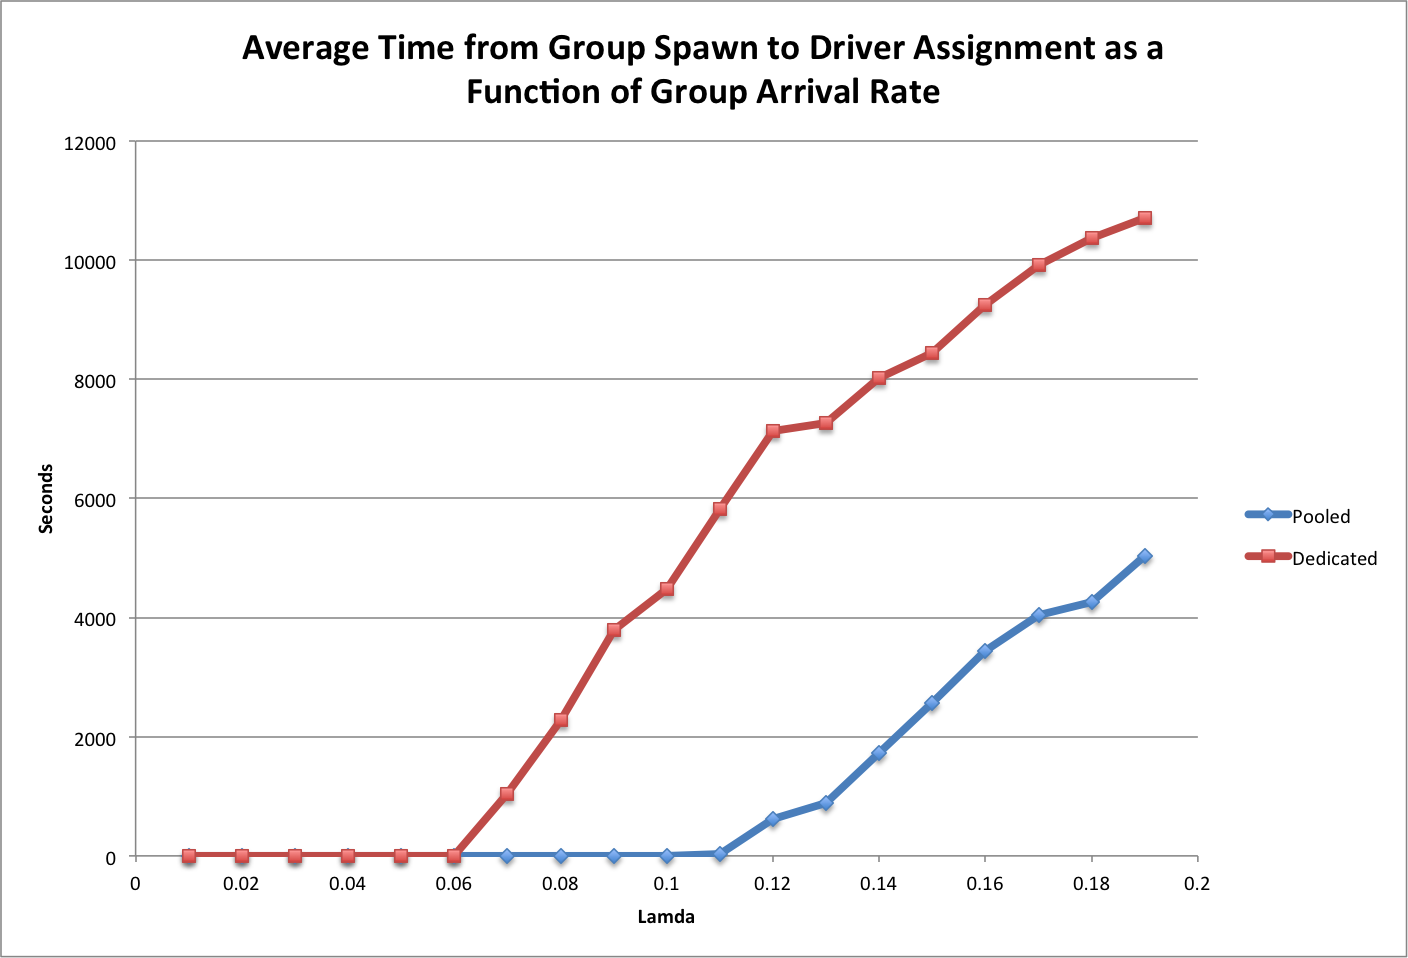 Average Time from Group Spawn to Driver Assignment as a
Function of Group Arrival Rate
12000
10000
8000
6000
4000
2000
0
Seconds
0 0.02 0.04 0.06 0.08 0.1 0.12 0.14 0.16 0.18 0.2
Lamda
Pooled
Dedicated